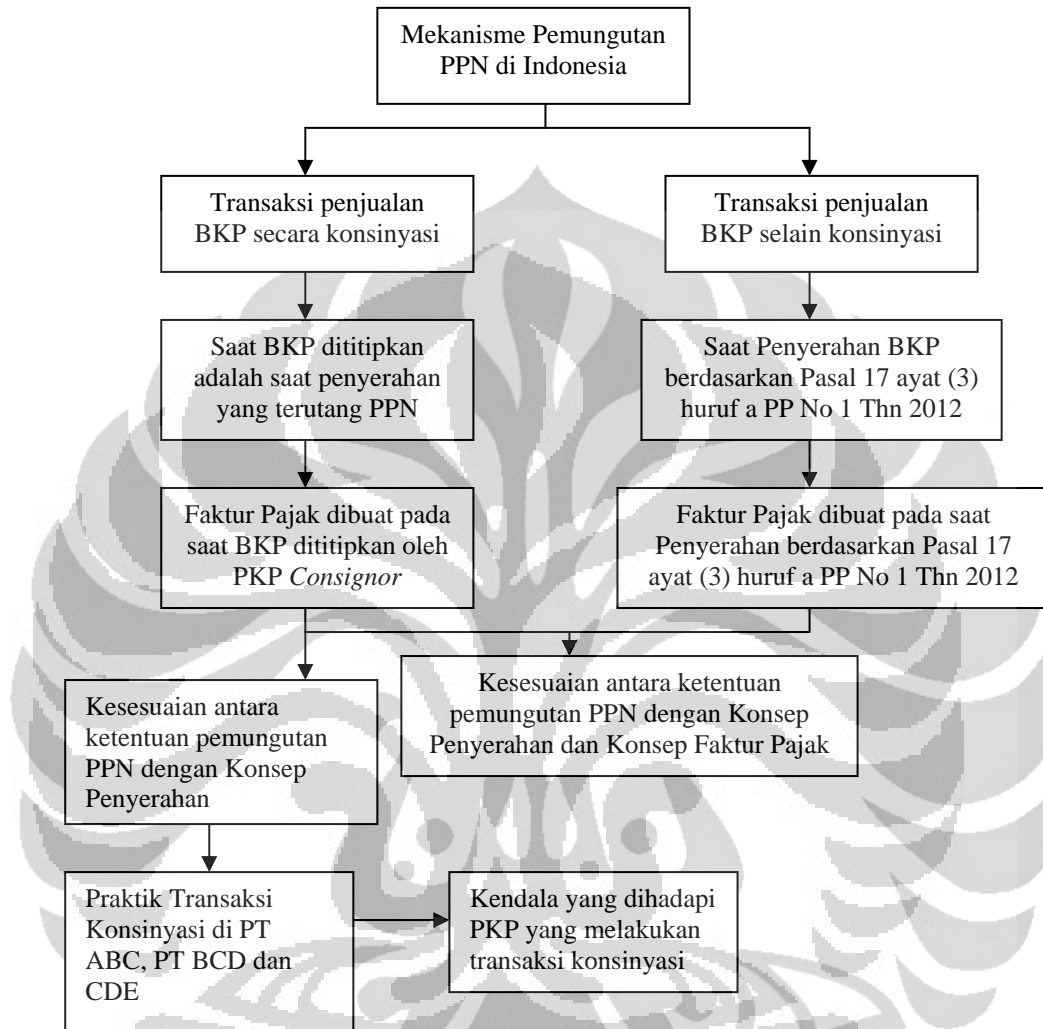 Mekanisme Pemungutan
PPN di Indonesia
Transaksi penjualan
BKP secara konsinyasi
Transaksi penjualan
BKP selain konsinyasi
Saat BKP dititipkan
adalah saat penyerahan
yang terutang PPN
Saat Penyerahan BKP
berdasarkan Pasal 17 ayat (3)
huruf a PP No 1 Thn 2012
Faktur Pajak dibuat pada
saat BKP dititipkan oleh
PKP Consignor
Faktur Pajak dibuat pada saat
Penyerahan berdasarkan Pasal 17
ayat (3) huruf a PP No 1 Thn 2012
Kesesuaian antara
ketentuan pemungutan
PPN dengan Konsep
Penyerahan
Kesesuaian antara ketentuan
pemungutan PPN dengan Konsep
Penyerahan dan Konsep Faktur Pajak
Praktik Transaksi
Konsinyasi di PT
ABC, PT BCD dan
CDE
Kendala yang dihadapi
PKP yang melakukan
transaksi konsinyasi